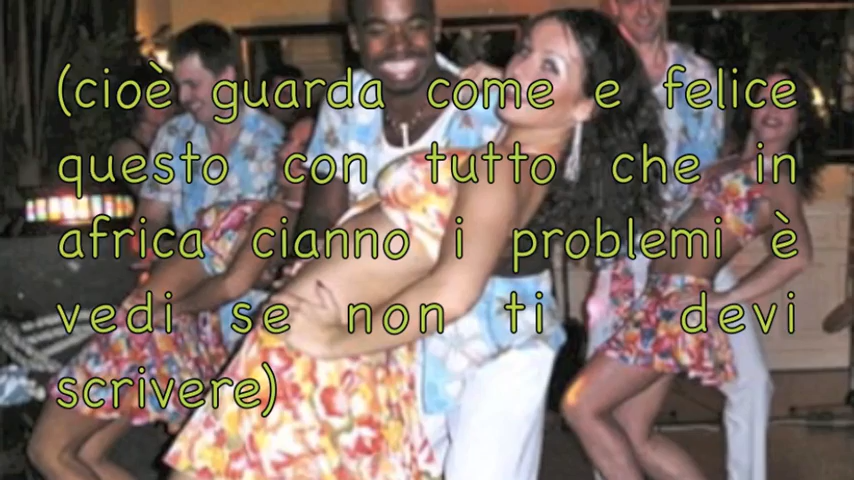 (cioè guarda come e felice
questo con tutto che in
africa cianno i problemi è
vedi se non ti devi
scrivere)